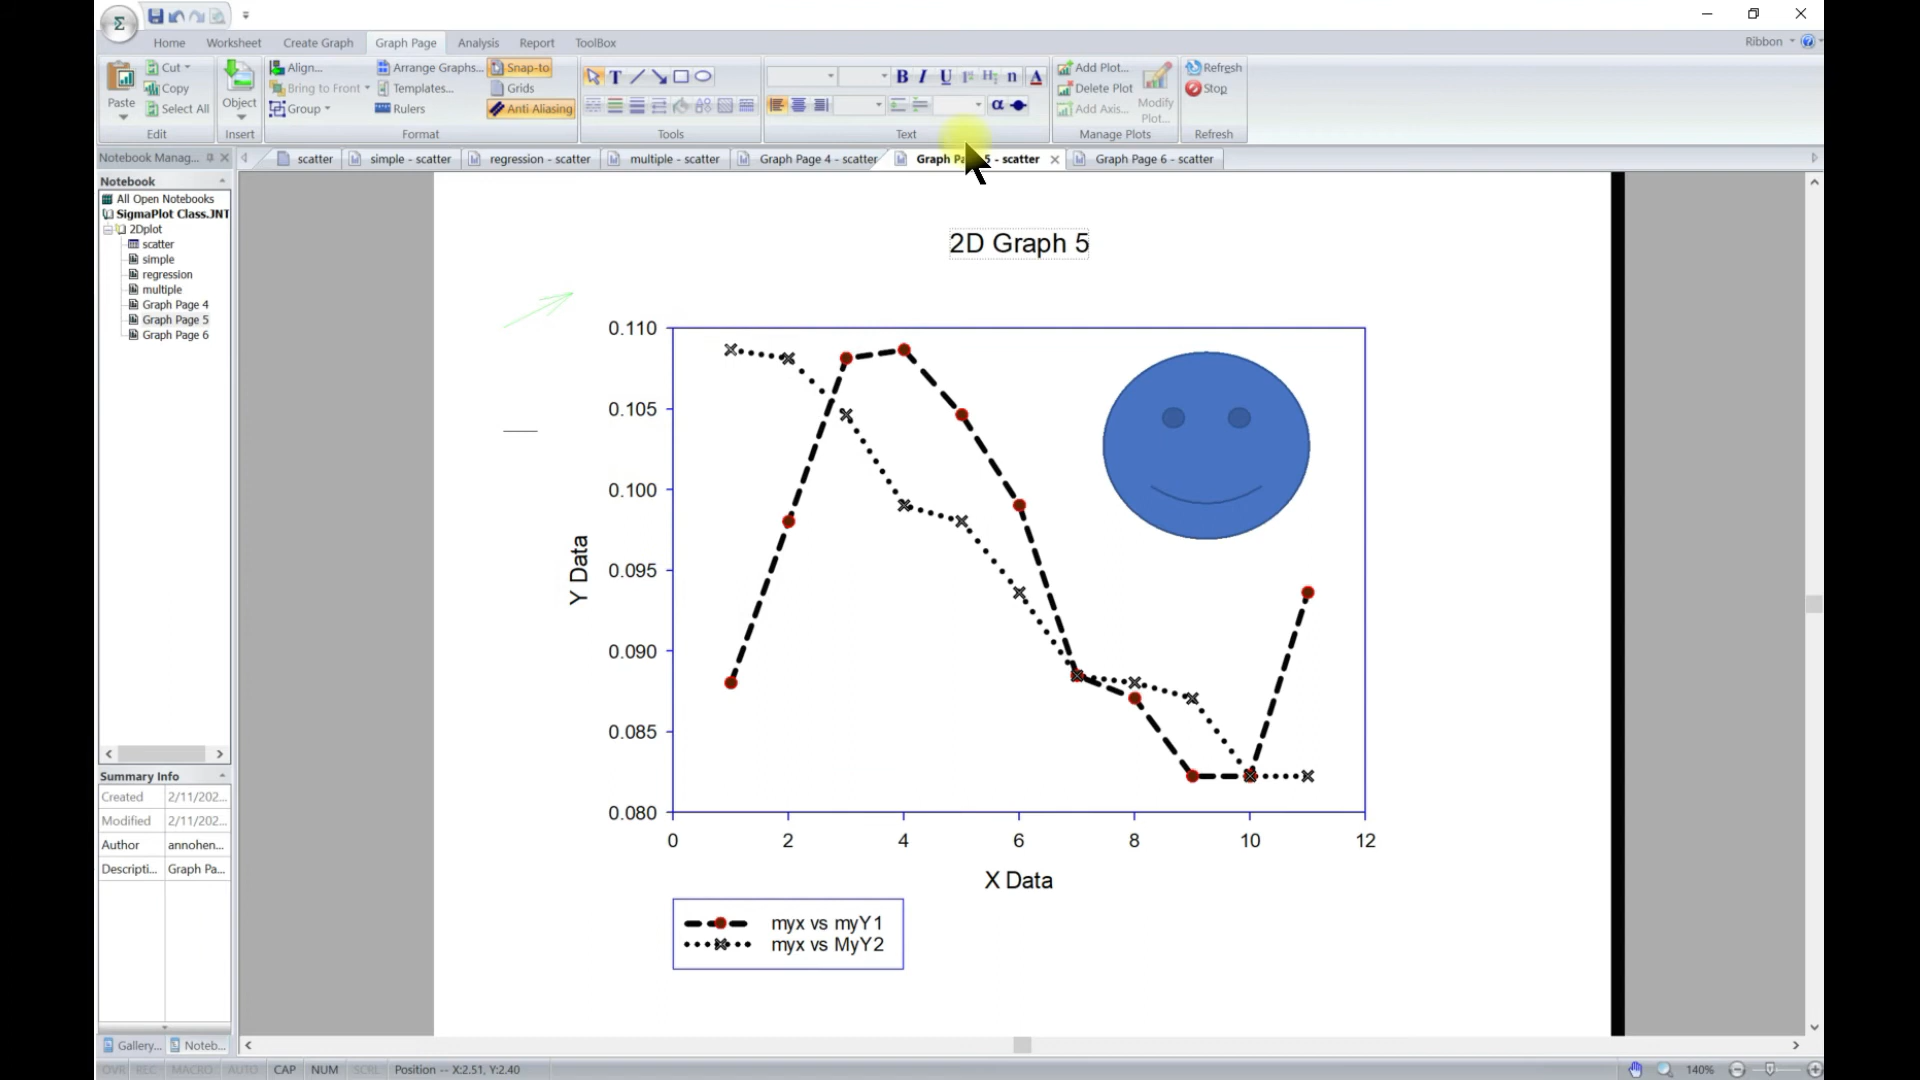 Ribbon
Home Worksheet Create Graph Graph Page Analysis Report ToolBox
Paste
Cut
Copy
Select All
Edit
Object
Insert
Align...
Bring to Front
Group
Arrange Graphs...
Templates...
Rulers
Snap-to
Grids
Anti Aliasing
Format
T
Tools
B I U n A
α
Text
Add Plot...
Delete Plot
Add Axis...
Modify
Plot...
Manage Plots
Refresh
Stop
Refresh
Notebook Manag...
scatter simple - scatter regression - scatter multiple - scatter Graph Page 4 - scatter Graph 5 - scatter Graph Page 6 - scatter
Notebook
All Open Notebooks
SigmaPlot Class.JNT
2Dplot
scatter
simple
regression
multiple
Graph Page 4
Graph Page 5
Graph Page 6
Summary Info
Created 2/11/202...
Modified 2/11/202...
Author annohen...
Descripti... Graph Pa...
Gallery... Noteb...
2D Graph 5
Y Data
0.110
0.105
0.100
0.095
0.090
0.085
0.080
0 2 4 6 8 10 12
X Data
myx vs myY1
myx vs MyY2
OVR REC MACRO AUTO CAP NUM SCRL Position -- X:2.51, Y:2.40 140%